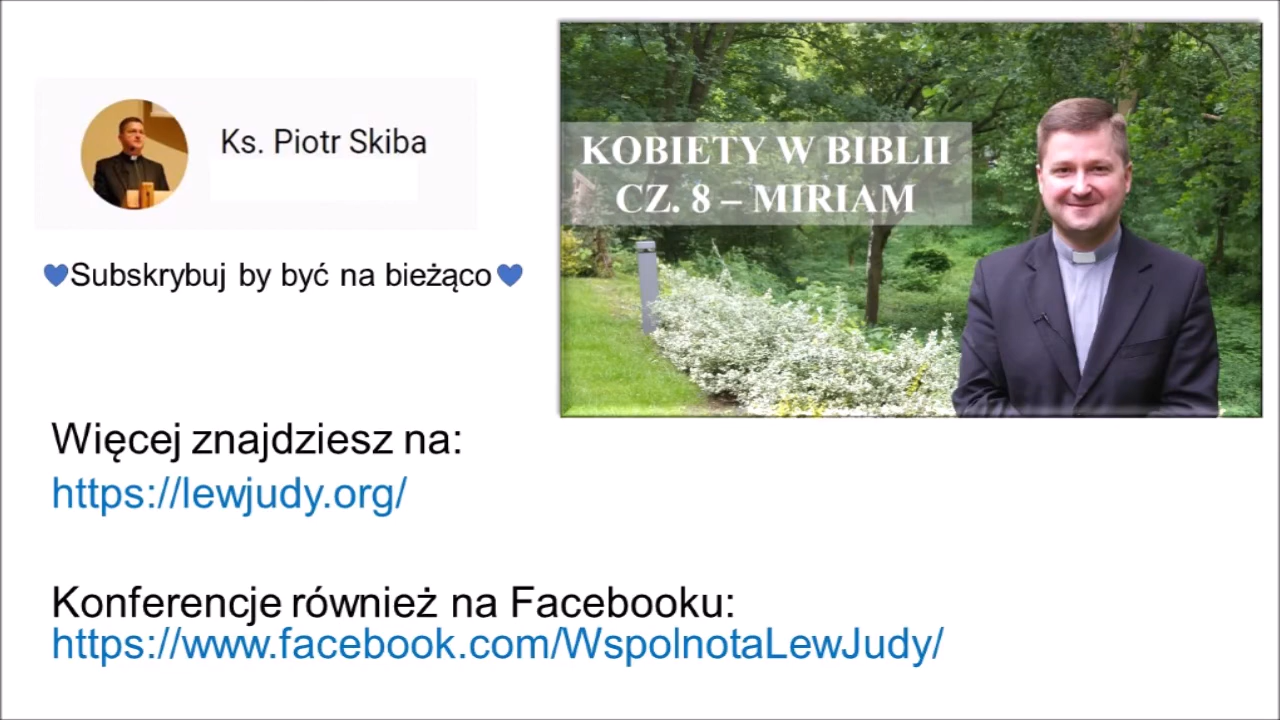 Ks. Piotr Skiba
💙Subskrybuj by być na bieżąco💙
KOBIETY W BIBLII
CZ. 8 – MIRIAM
Więcej znajdziesz na:
https://lewjudy.org/
Konferencje również na Facebooku:
https://www.facebook.com/WspolnotaLewJudy/